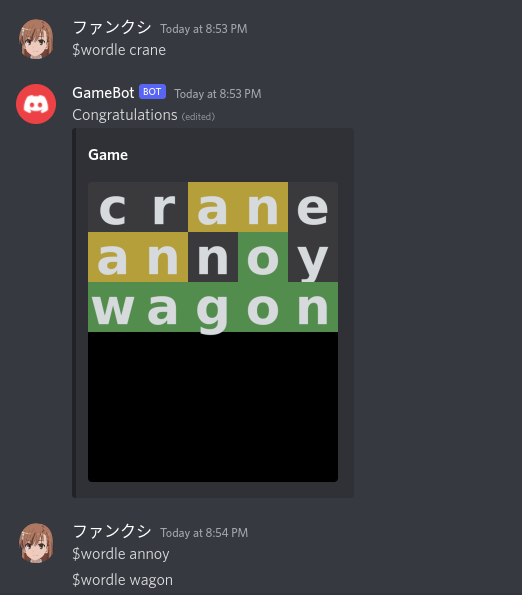 ファンクシ Today at 8:53 PM
$wordle crane
GameBot BOT Today at 8:53 PM
Congratulations (edited)
Game
c r a n e
a n n o y
w a g o n
ファンクシ Today at 8:54 PM
$wordle annoy
$wordle wagon